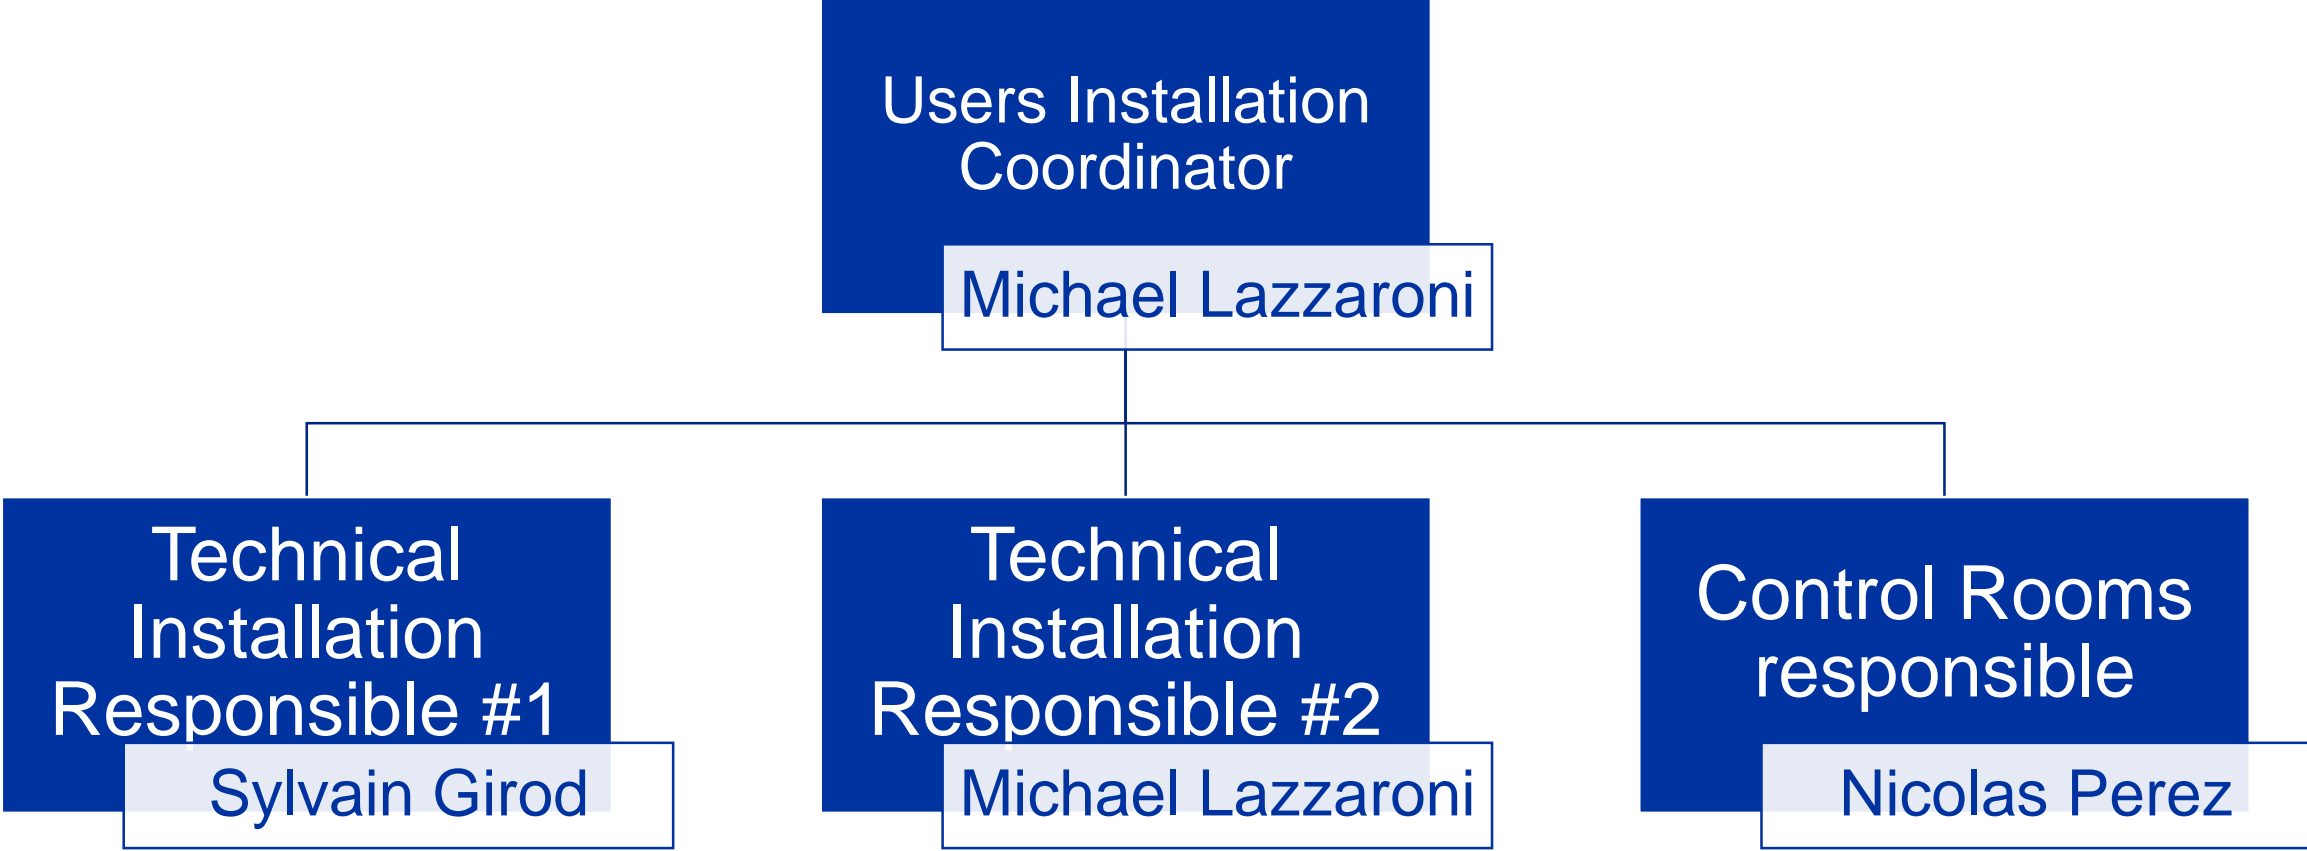 Users Installation
Coordinator
Michael Lazzaroni
Technical
Installation
Responsible #1
Sylvain Girod
Technical
Installation
Responsible #2
Michael Lazzaroni
Control Rooms
responsible
Nicolas Perez